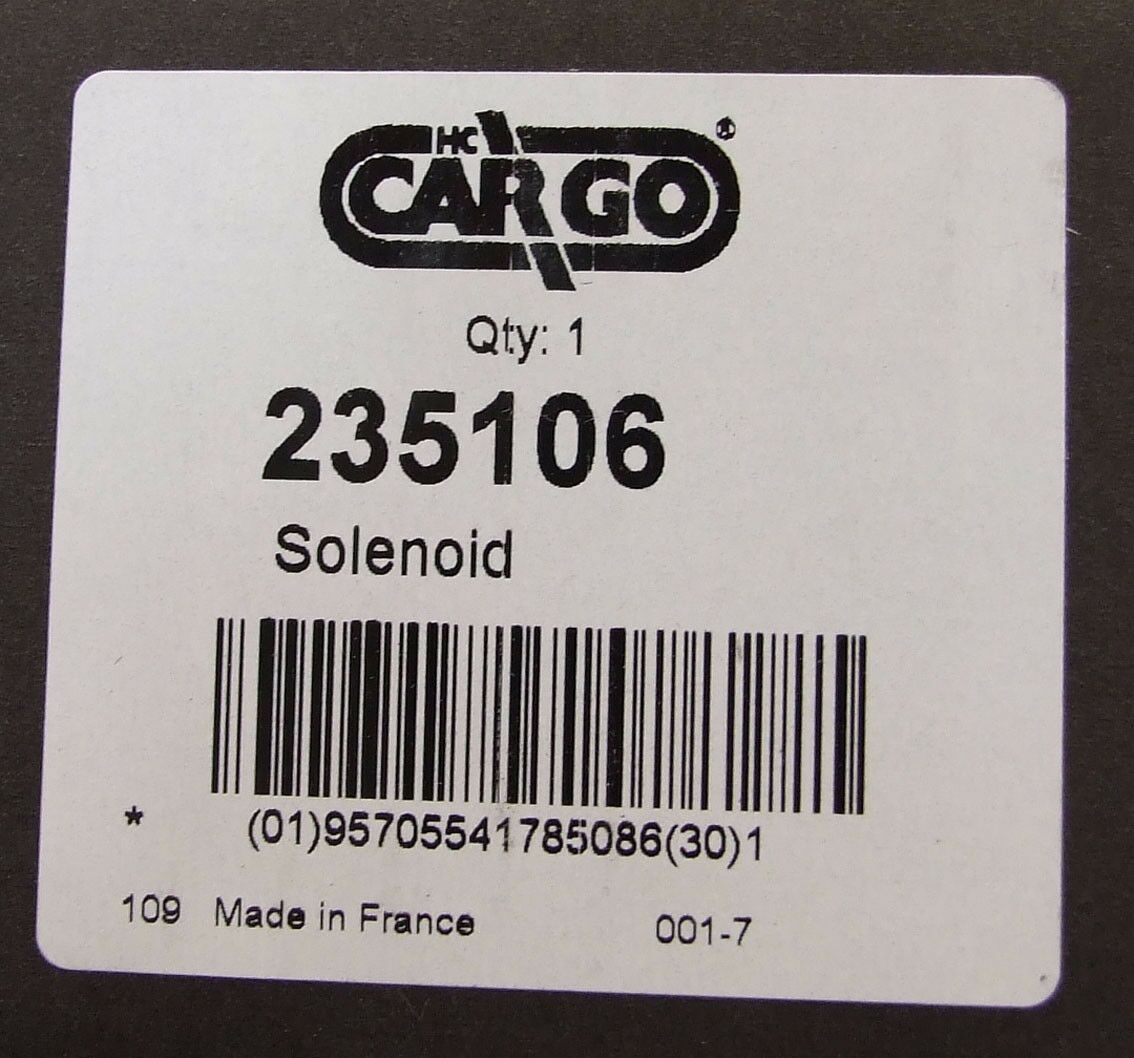 HC
CARGO®
Qty: 1
235106
Solenoid
* (01)95705541785086(30)1
109 Made in France 001-7